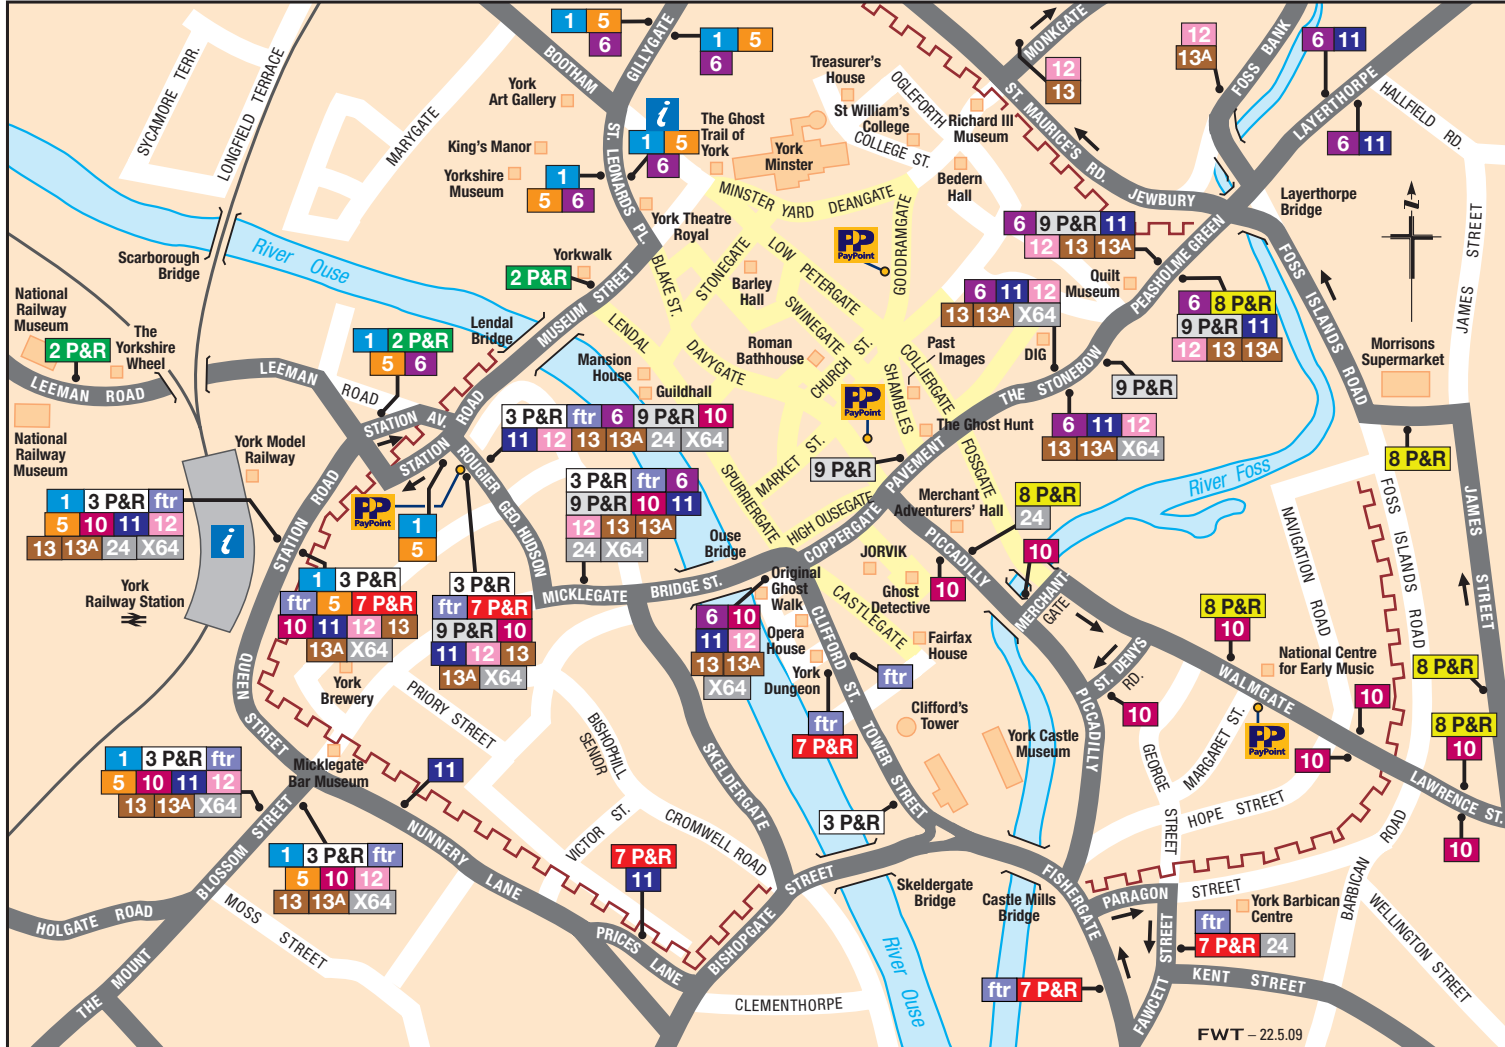 1 5
6
GILLYGATE
BOOTHAM
1 5
6
MONKGATE
12
13
12
13A
FOSS BANK
6 11
LAYERTHORPE
HALLFIELD RD.
6 11
SYCAMORE TERR.
LONGFIELD TERRACE
MARYGATE
York
Art Gallery
King's Manor
Yorkshire
Museum
i
1 5
6
1
5 6
ST. LEONARDS PL.
The Ghost
Trail of
York
York
Minster
Treasurer's
House
St William's
College
OGLEFORTH
COLLEGE ST.
Richard III
Museum
Bedern
Hall
ST. MAURICE'S RD.
JEWBURY
Layerthorpe
Bridge
JAMES STREET
MINSTER YARD
DEANGATE
GOODRAMGATE
PP
PayPoint
York Theatre
Royal
Yorkwalk
2 P&R
River Ouse
Scarborough
Bridge
National
Railway
Museum
2 P&R
The
Yorkshire
Wheel
LEEMAN ROAD
National
Railway
Museum
LEEMAN
ROAD
1 2 P&R
5 6
Lendal
Bridge
MUSEUM STREET
BLAKE ST.
STONEGATE
LOW PETERGATE
Barley
Hall
SWINEGATE
LENDAL
DAVYGATE
Roman
Bathhouse
CHURCH ST.
Mansion
House
Guildhall
PP
PayPoint
SHAMBLES
COLLIERGATE
Past
Images
The Ghost Hunt
DIG
THE STONEBOW
6 11 12
13 13A X64
6 9 P&R 11
12 13 13A
Quilt
Museum
PEASHOLME GREEN
6 8 P&R
9 P&R 11
12 13 13A
9 P&R
6 11 12
13 13A X64
FOSS ISLANDS ROAD
Morrisons
Supermarket
8 P&R
River Foss
STATION AV.
STATION
ROAD
ROUGIER
GEO. HUDSON
3 P&R ftr 6 9 P&R 10
11 12 13 13A 24 X64
York Model
Railway
1 3 P&R ftr
5 10 11 12
13 13A 24 X64
i
York
Railway Station
STATION ROAD
PP
PayPoint
1
5
3 P&R ftr 6
9 P&R 10 11
12 13 13A
24 X64
SPURRIERGATE
MARKET ST.
9 P&R
PAVEMENT
FOSSGATE
HIGH OUSEGATE
COPPERGATE
Merchant
Adventurers' Hall
8 P&R
24
10
PICCADILLY
10
MERCHANT-
GATE
JORVIK
Ghost
Detective
CASTLEGATE
Fairfax
House
Ouse
Bridge
MICKLEGATE
BRIDGE ST.
Original
Ghost
Walk
Opera
House
York
Dungeon
6 10
11 12
13 13A
X64
CLIFFORD ST.
ftr
ftr
7 P&R
TOWER STREET
Clifford's
Tower
York Castle
Museum
3 P&R
1 3 P&R
ftr 5 7 P&R
10 11 12 13
13A X64
York
Brewery
3 P&R
ftr 7 P&R
9 P&R 10
11 12 13
13A X64
QUEEN
STREET
PRIORY STREET
BISHOPHILL
SENIOR
Micklegate
Bar Museum
1 3 P&R ftr
5 10 11 12
13 13A X64
BLOSSOM STREET
1 3 P&R ftr
5 10 12
13 13A X64
11
NUNNERY
LANE
VICTOR ST.
CROMWELL ROAD
SKELDERGATE
7 P&R
11
PRICES
LANE
BISHOPGATE
STREET
HOLGATE ROAD
THE MOUNT
MOSS STREET
CLEMENTHORPE
Skeldergate
Bridge
River Ouse
Castle Mills
Bridge
FISHERGATE
PARAGON
STREET
ftr 7 P&R
FAWCETT STREET
KENT STREET
York Barbican
Centre
ftr
7 P&R 24
BARBICAN ROAD
WELLINGTON STREET
PICCADILLY
ST. DENYS
RD.
10
GEORGE
STREET
MARGARET ST.
HOPE STREET
8 P&R
10
WALMGATE
National Centre
for Early Music
PP
PayPoint
NAVIGATION ROAD
FOSS ISLANDS ROAD
JAMES STREET
8 P&R
8 P&R
10
10
10
LAWRENCE ST.
10
FWT – 22.5.09